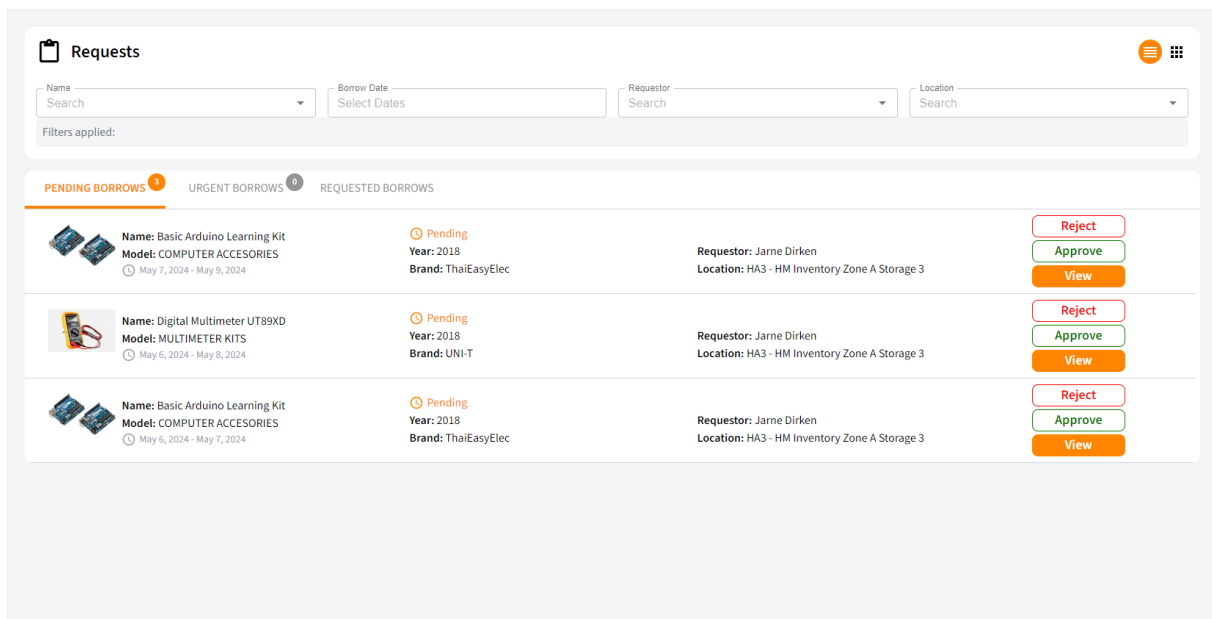 Requests
Name
Search
Borrow Date
Select Dates
Requestor
Search
Location
Search
Filters applied:
PENDING BORROWS 3
URGENT BORROWS 0
REQUESTED BORROWS
Name: Basic Arduino Learning Kit
Model: COMPUTER ACCESORIES
May 7, 2024 - May 9, 2024
Pending
Year: 2018
Brand: ThaiEasyElec
Requestor: Jarne Dirken
Location: HA3 - HM Inventory Zone A Storage 3
Reject
Approve
View
Name: Digital Multimeter UT89XD
Model: MULTIMETER KITS
May 6, 2024 - May 8, 2024
Pending
Year: 2018
Brand: UNI-T
Requestor: Jarne Dirken
Location: HA3 - HM Inventory Zone A Storage 3
Reject
Approve
View
Name: Basic Arduino Learning Kit
Model: COMPUTER ACCESORIES
May 6, 2024 - May 7, 2024
Pending
Year: 2018
Brand: ThaiEasyElec
Requestor: Jarne Dirken
Location: HA3 - HM Inventory Zone A Storage 3
Reject
Approve
View